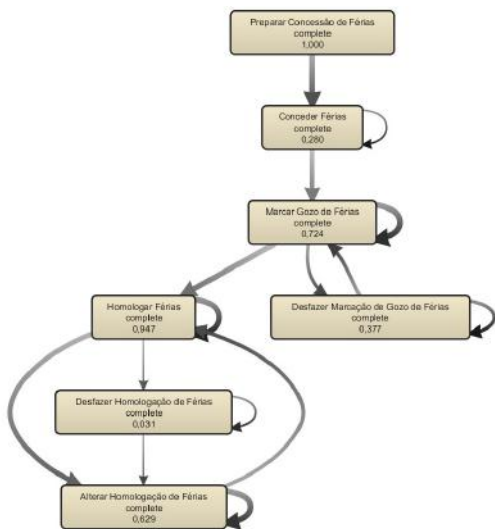 Preparar Concessão de Férias
complete
1,000
Conceder Férias
complete
0,280
Marcar Gozo de Férias
complete
0,724
Homologar Férias
complete
0,947
Desfazer Marcação de Gozo de Férias
complete
0,377
Desfazer Homologação de Férias
complete
0,031
Alterar Homologação de Férias
complete
0,629